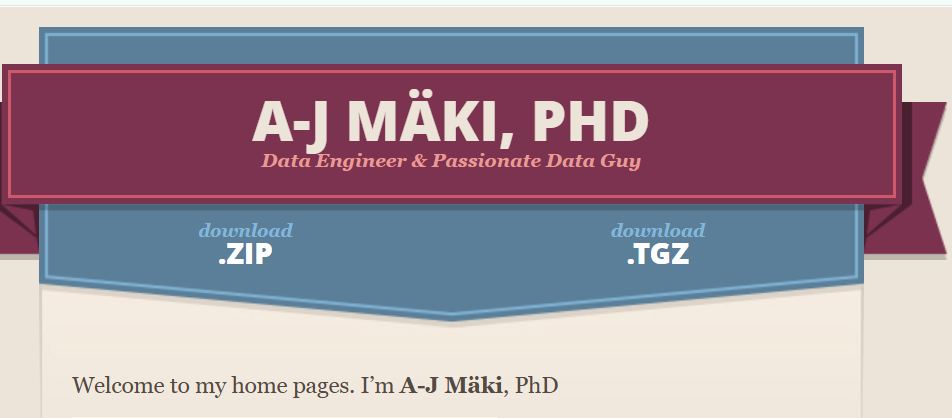 A-J MÄKI, PHD
Data Engineer & Passionate Data Guy
download
.ZIP
download
.TGZ
Welcome to my home pages. I’m A-J Mäki, PhD